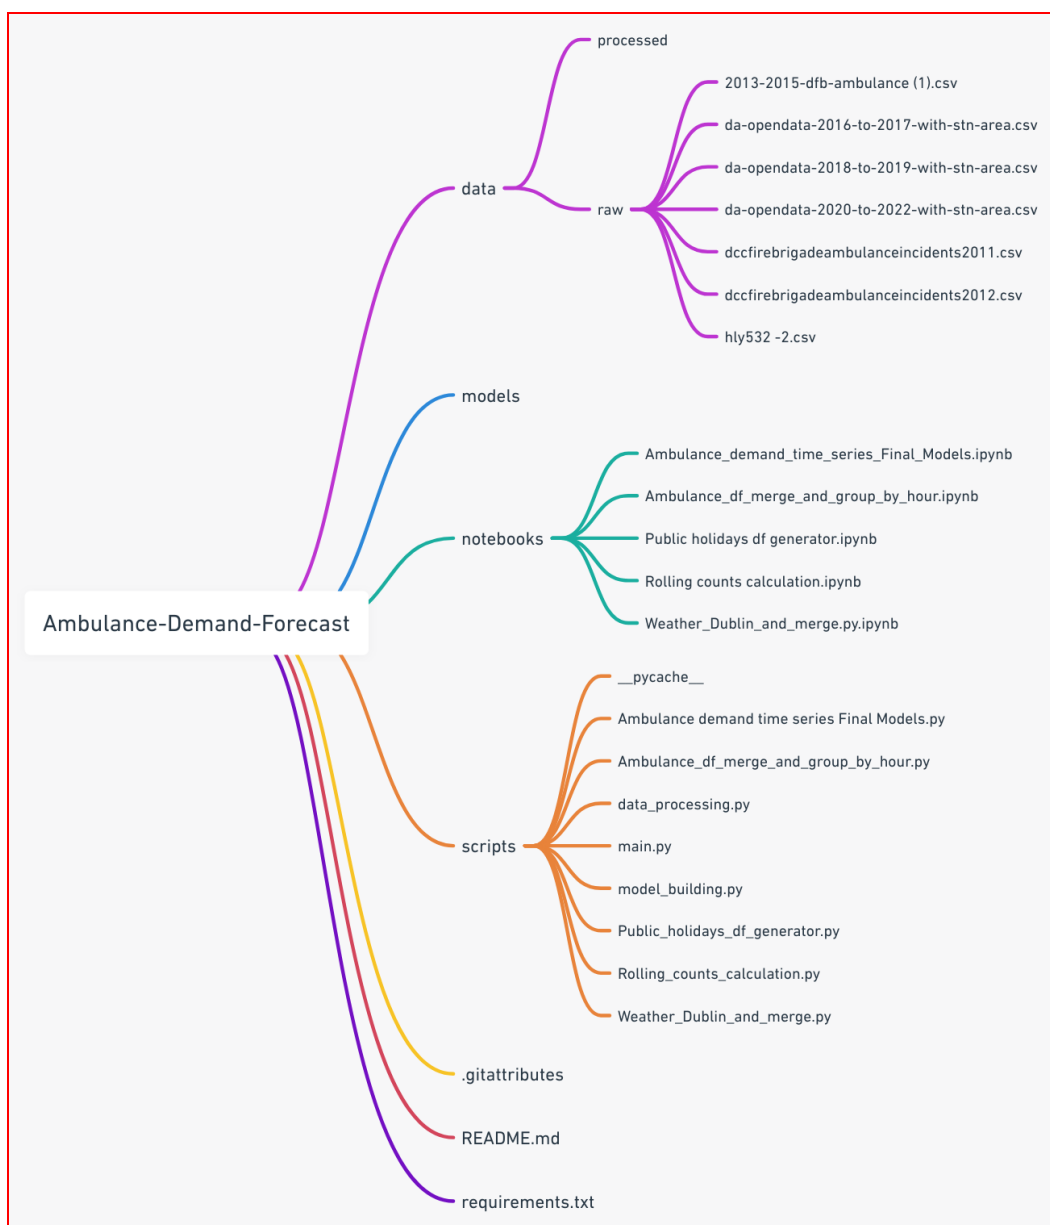 processed
2013-2015-dfb-ambulance (1).csv
da-opendata-2016-to-2017-with-stn-area.csv
da-opendata-2018-to-2019-with-stn-area.csv
data
raw
da-opendata-2020-to-2022-with-stn-area.csv
dccfirebrigadeambulanceincidents2011.csv
dccfirebrigadeambulanceincidents2012.csv
hly532 -2.csv
models
Ambulance_demand_time_series_Final_Models.ipynb
Ambulance_df_merge_and_group_by_hour.ipynb
notebooks
Public holidays df generator.ipynb
Rolling counts calculation.ipynb
Weather_Dublin_and_merge.py.ipynb
Ambulance-Demand-Forecast
__pycache__
Ambulance demand time series Final Models.py
Ambulance_df_merge_and_group_by_hour.py
data_processing.py
scripts
main.py
model_building.py
Public_holidays_df_generator.py
Rolling_counts_calculation.py
Weather_Dublin_and_merge.py
.gitattributes
README.md
requirements.txt